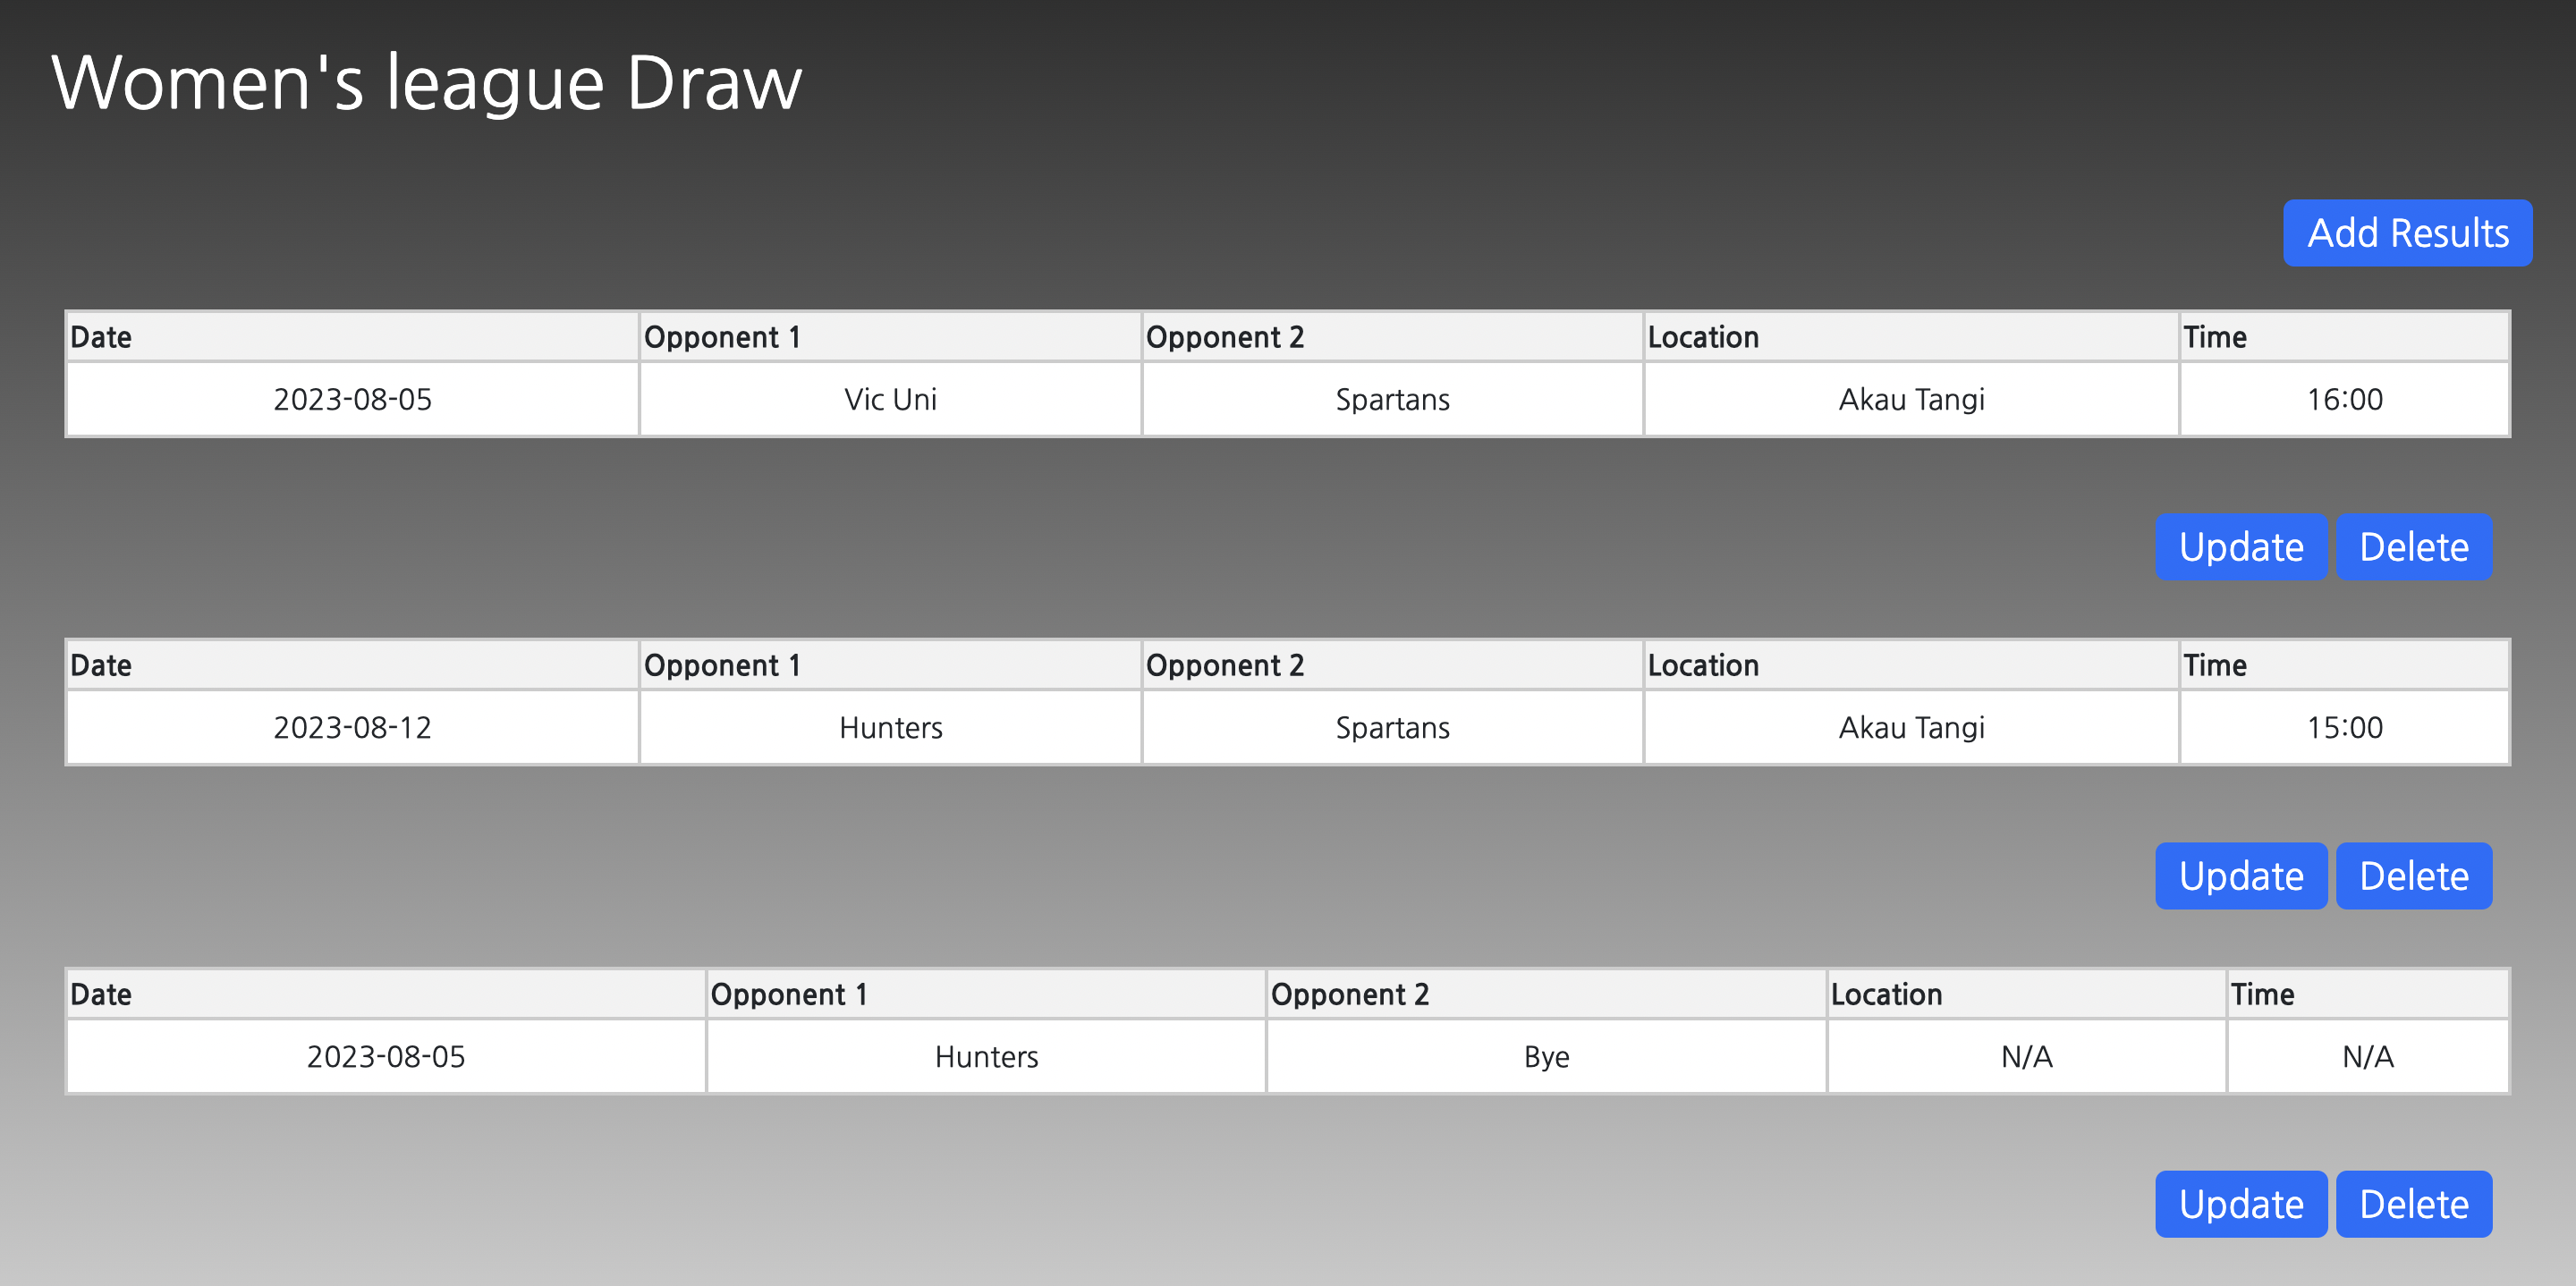 Women's league Draw
Add Results
Date Opponent 1 Opponent 2 Location Time
2023-08-05 Vic Uni Spartans Akau Tangi 16:00
Update Delete
Date Opponent 1 Opponent 2 Location Time
2023-08-12 Hunters Spartans Akau Tangi 15:00
Update Delete
Date Opponent 1 Opponent 2 Location Time
2023-08-05 Hunters Bye N/A N/A
Update Delete